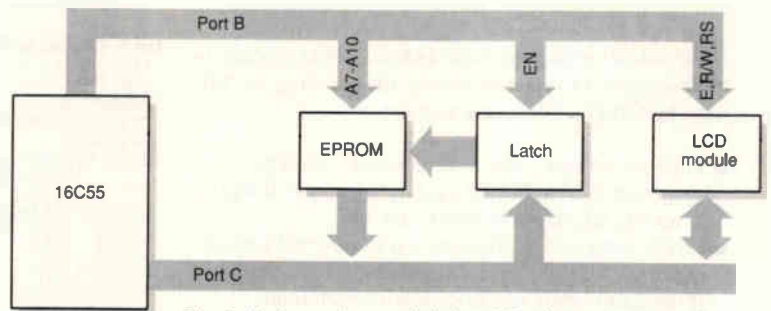 Port B
A7-A10
EN
E,R/W,RS
16C55
EPROM
Latch
LCD
module
Port C